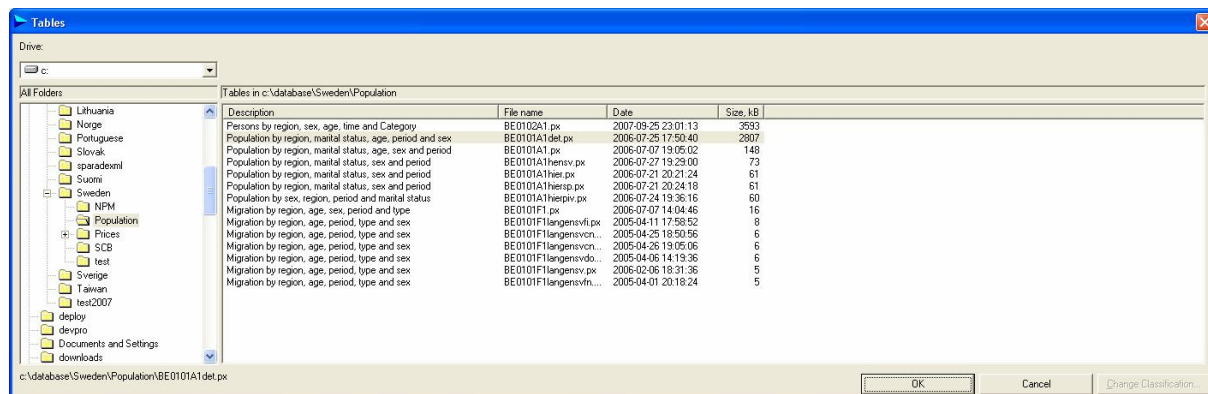 Tables
Drive:
c:
All Folders
Tables in c:\database\Sweden\Population
Lithuania
Norge
Portuguese
Slovak
sparadexml
Suomi
Sweden
NPM
Population
Prices
SCB
test
Sverige
Taiwan
test2007
deploy
devpro
Documents and Settings
downloads
Description File name Date Size, kB
Persons by region, sex, age, time and Category BE0102A1.px 2007-09-25 23:01:13 3593
Population by region, marital status, age, period and sex BE0101A1det.px 2006-07-25 17:50:40 2807
Population by region, marital status, age, sex and period BE0101A1.px 2006-07-07 19:05:02 148
Population by region, marital status, sex and period BE0101A1hensv.px 2006-07-27 19:29:00 73
Population by region, marital status, sex and period BE0101A1hier.px 2006-07-21 20:21:24 61
Population by region, marital status, sex and period BE0101A1hiersp.px 2006-07-21 20:24:18 61
Population by sex, region, period and marital status BE0101A1hierpiv.px 2006-07-24 19:36:16 60
Migration by region, age, sex, period and type BE0101F1.px 2006-07-07 14:04:46 16
Migration by region, age, period, type and sex BE0101F1langensvfi.px 2005-04-11 17:58:52 8
Migration by region, age, period, type and sex BE0101F1langensvcn... 2005-04-25 18:50:56 6
Migration by region, age, period, type and sex BE0101F1langensvcn... 2005-04-26 19:05:06 6
Migration by region, age, period, type and sex BE0101F1langensvdo... 2005-04-06 14:19:36 6
Migration by region, age, period, type and sex BE0101F1langensv.px 2006-02-06 18:31:36 5
Migration by region, age, period, type and sex BE0101F1langensvfn.... 2005-04-01 20:18:24 5
c:\database\Sweden\Population\BE0101A1det.px
OK Cancel Change Classification...